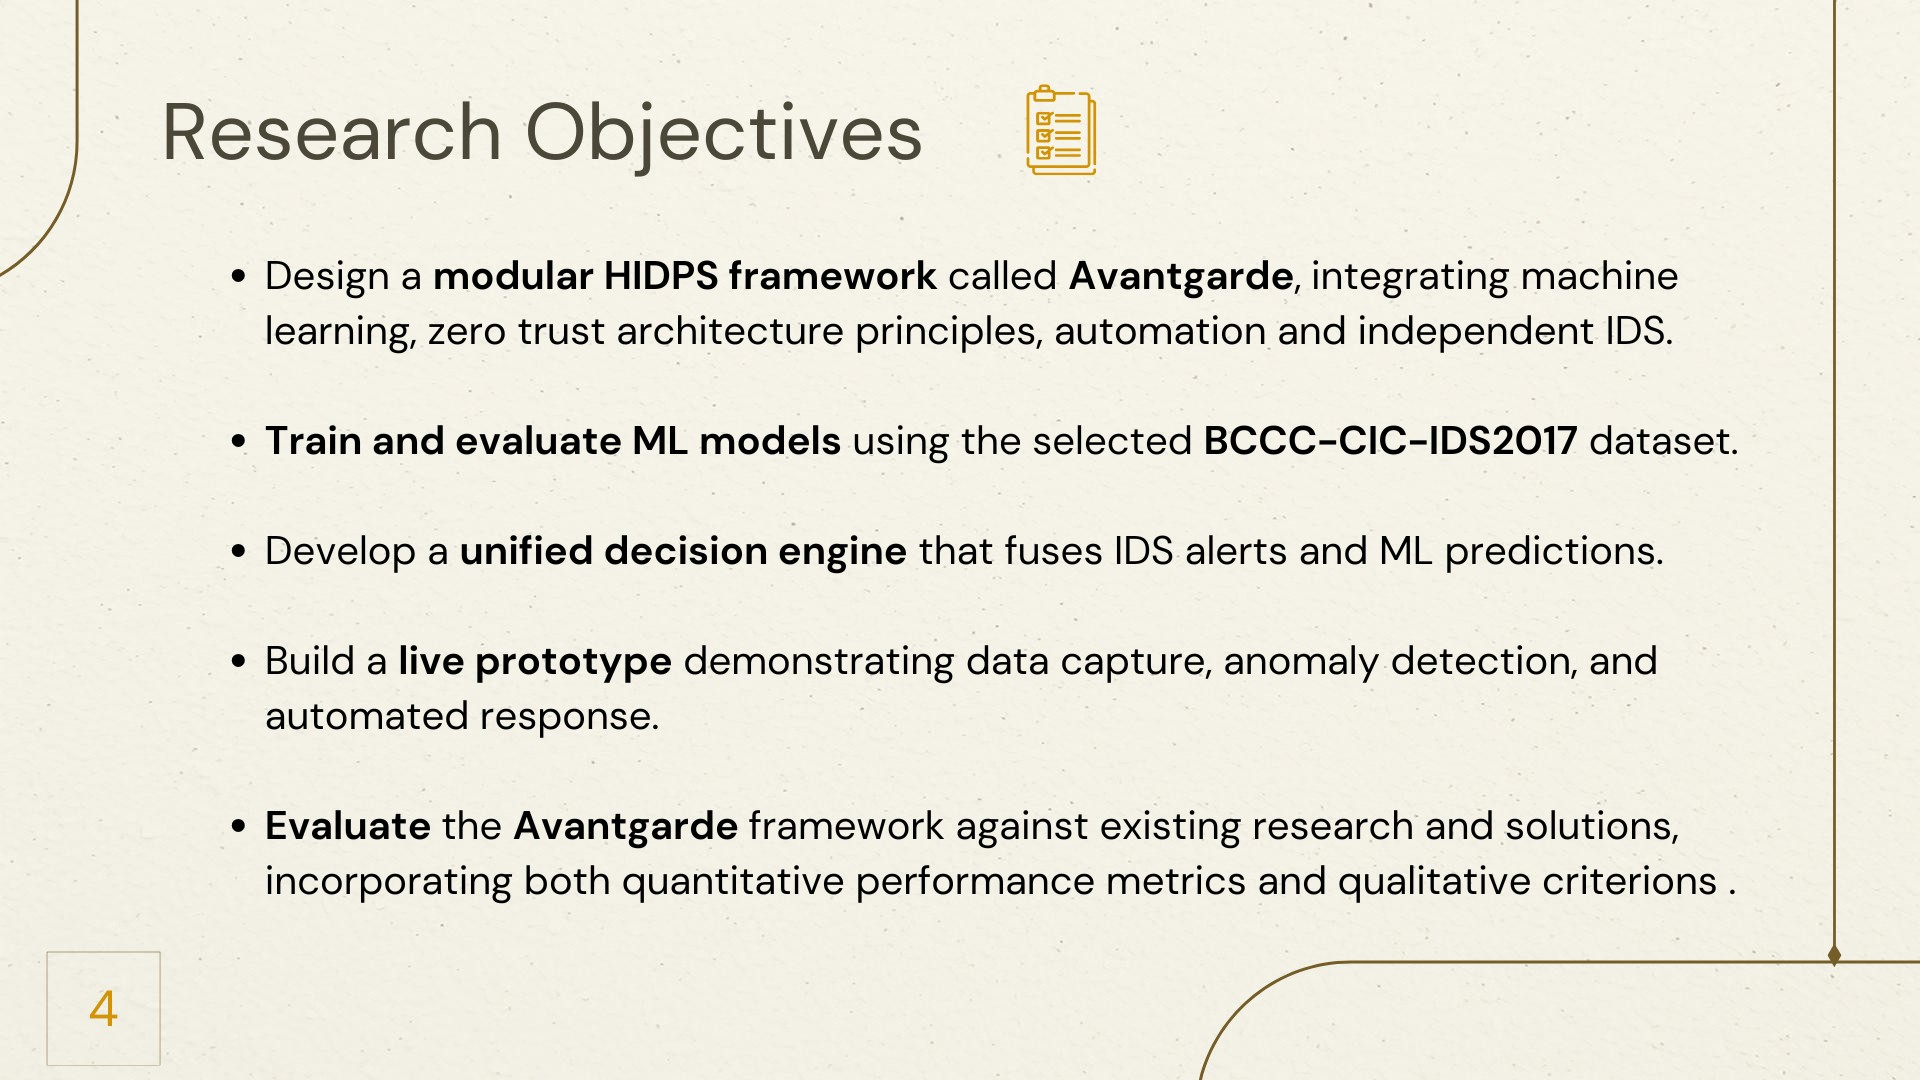 Research Objectives
• Design a modular HIDPS framework called Avantgarde, integrating machine
learning, zero trust architecture principles, automation and independent IDS.
• Train and evaluate ML models using the selected BCCC-CIC-IDS2017 dataset.
• Develop a unified decision engine that fuses IDS alerts and ML predictions.
• Build a live prototype demonstrating data capture, anomaly detection, and
automated response.
• Evaluate the Avantgarde framework against existing research and solutions,
incorporating both quantitative performance metrics and qualitative criterions .
4